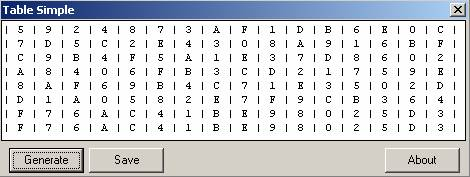 Table Simple
| 5 | 9 | 2 | 4 | 8 | 7 | 3 | A | F | 1 | D | B | 6 | E | 0 | C |
| 7 | D | 5 | C | 2 | E | 4 | 3 | 0 | 8 | A | 9 | 1 | 6 | B | F |
| C | 9 | B | 4 | F | 5 | A | 1 | E | 3 | 7 | D | 8 | 6 | 0 | 2 |
| A | 8 | 4 | 0 | 6 | F | B | 3 | C | D | 2 | 1 | 7 | 5 | 9 | E |
| 8 | A | F | 6 | 9 | B | 4 | C | 7 | 1 | E | 3 | 5 | 0 | 2 | D |
| D | 1 | A | 0 | 5 | 8 | 2 | E | 7 | F | 9 | C | B | 3 | 6 | 4 |
| F | 7 | 6 | A | C | 4 | 1 | B | E | 9 | 8 | 0 | 2 | 5 | D | 3 |
| F | 7 | 6 | A | C | 4 | 1 | B | E | 9 | 8 | 0 | 2 | 5 | D | 3 |
Generate Save About